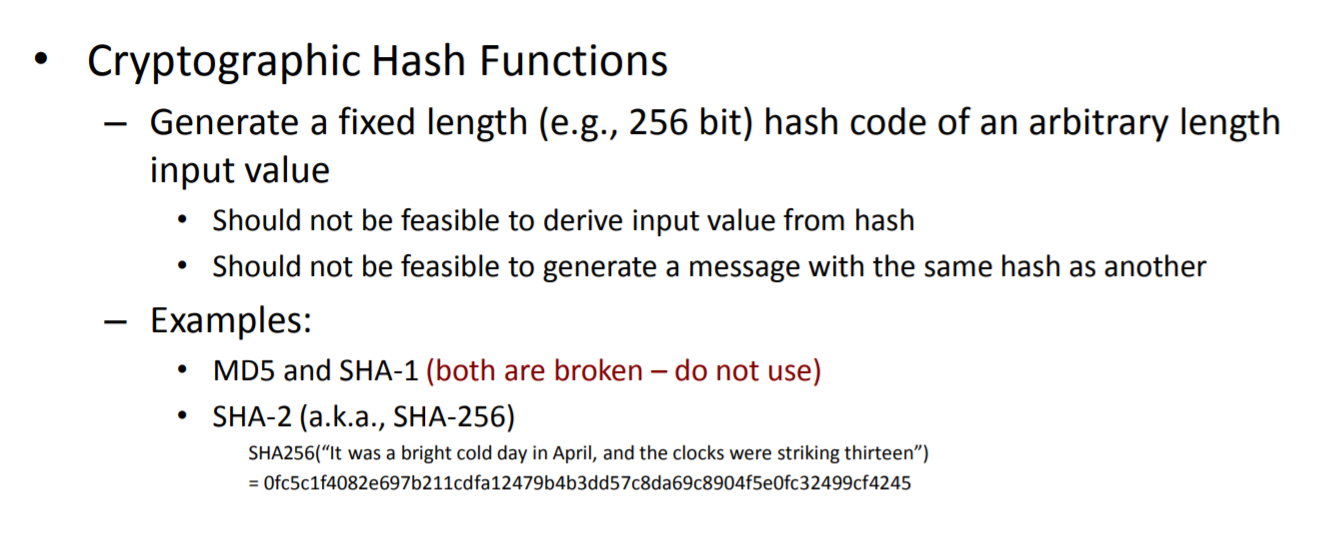 • Cryptographic Hash Functions
– Generate a fixed length (e.g., 256 bit) hash code of an arbitrary length
input value
• Should not be feasible to derive input value from hash
• Should not be feasible to generate a message with the same hash as another
– Examples:
• MD5 and SHA-1 (both are broken – do not use)
• SHA-2 (a.k.a., SHA-256)
SHA256(“It was a bright cold day in April, and the clocks were striking thirteen”)
= 0fc5c1f4082e697b211cdfa12479b4b3dd57c8da69c8904f5e0fc32499cf4245